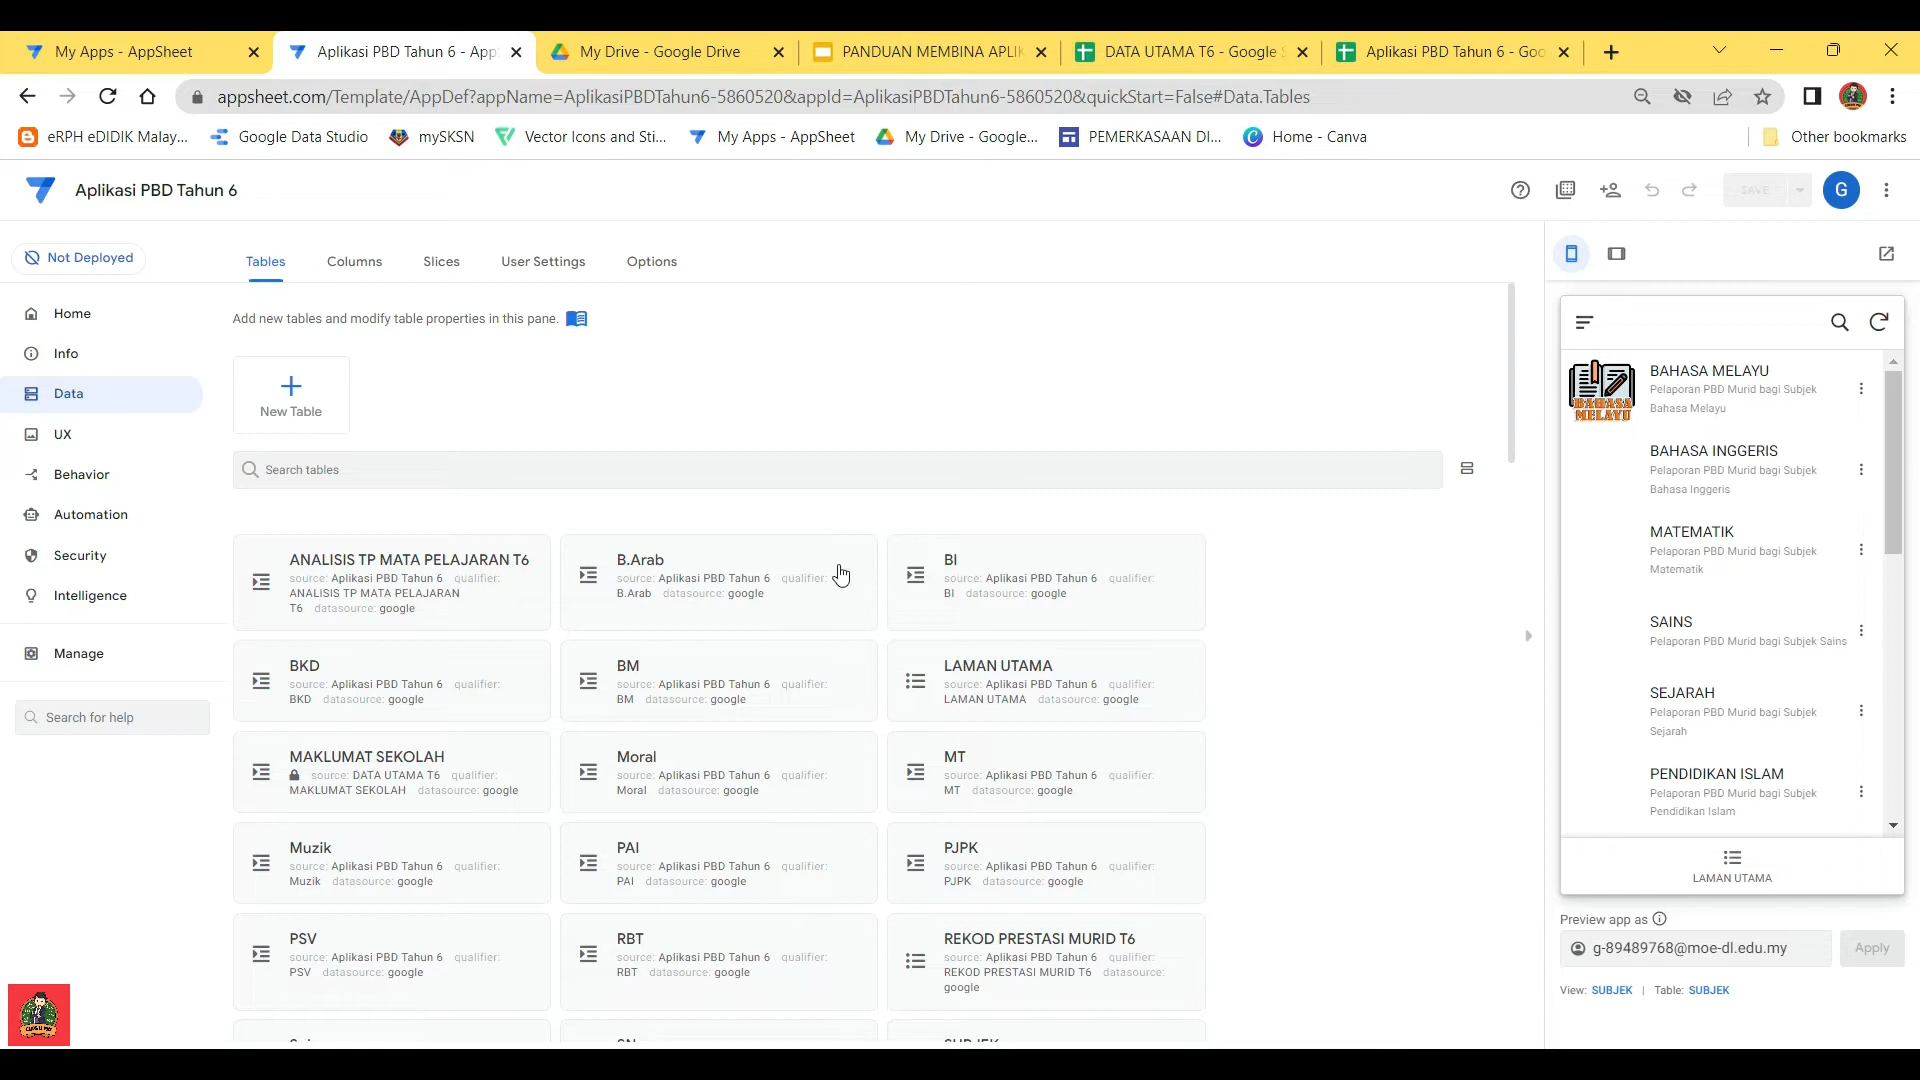 My Apps - AppSheet
Aplikasi PBD Tahun 6 - App
My Drive - Google Drive
PANDUAN MEMBINA APLIK
DATA UTAMA T6 - Google S
Aplikasi PBD Tahun 6 - Goo
appsheet.com/Template/AppDef?appName=AplikasiPBDTahun6-5860520&appId=AplikasiPBDTahun6-5860520&quickStart=False#Data.Tables
eRPH eDIDIK Malay...
Google Data Studio
mySKSN
Vector Icons and Sti...
My Apps - AppSheet
My Drive - Google...
PEMERKASAAN DI...
Home - Canva
Other bookmarks
Aplikasi PBD Tahun 6
SAVE
G
Not Deployed
Home
Info
Data
UX
Behavior
Automation
Security
Intelligence
Manage
Search for help
Tables
Columns
Slices
User Settings
Options
Add new tables and modify table properties in this pane.
New Table
Search tables
ANALISIS TP MATA PELAJARAN T6
source: Aplikasi PBD Tahun 6 qualifier:
ANALISIS TP MATA PELAJARAN
T6 datasource: google
B.Arab
source: Aplikasi PBD Tahun 6 qualifier:
B.Arab datasource: google
BI
source: Aplikasi PBD Tahun 6 qualifier:
BI datasource: google
BKD
source: Aplikasi PBD Tahun 6 qualifier:
BKD datasource: google
BM
source: Aplikasi PBD Tahun 6 qualifier:
BM datasource: google
LAMAN UTAMA
source: Aplikasi PBD Tahun 6 qualifier:
LAMAN UTAMA datasource: google
MAKLUMAT SEKOLAH
source: DATA UTAMA T6 qualifier:
MAKLUMAT SEKOLAH datasource: google
Moral
source: Aplikasi PBD Tahun 6 qualifier:
Moral datasource: google
MT
source: Aplikasi PBD Tahun 6 qualifier:
MT datasource: google
Muzik
source: Aplikasi PBD Tahun 6 qualifier:
Muzik datasource: google
PAI
source: Aplikasi PBD Tahun 6 qualifier:
PAI datasource: google
PJPK
source: Aplikasi PBD Tahun 6 qualifier:
PJPK datasource: google
PSV
source: Aplikasi PBD Tahun 6 qualifier:
PSV datasource: google
RBT
source: Aplikasi PBD Tahun 6 qualifier:
RBT datasource: google
REKOD PRESTASI MURID T6
source: Aplikasi PBD Tahun 6 qualifier:
REKOD PRESTASI MURID T6 datasource:
google
SUBJEK
BAHASA
MELAYU
BAHASA MELAYU
Pelaporan PBD Murid bagi Subjek
Bahasa Melayu
BAHASA INGGERIS
Pelaporan PBD Murid bagi Subjek
Bahasa Inggeris
MATEMATIK
Pelaporan PBD Murid bagi Subjek
Matematik
SAINS
Pelaporan PBD Murid bagi Subjek Sains
SEJARAH
Pelaporan PBD Murid bagi Subjek
Sejarah
PENDIDIKAN ISLAM
Pelaporan PBD Murid bagi Subjek
Pendidikan Islam
LAMAN UTAMA
Preview app as
g-89489768@moe-dl.edu.my
Apply
View: SUBJEK | Table: SUBJEK